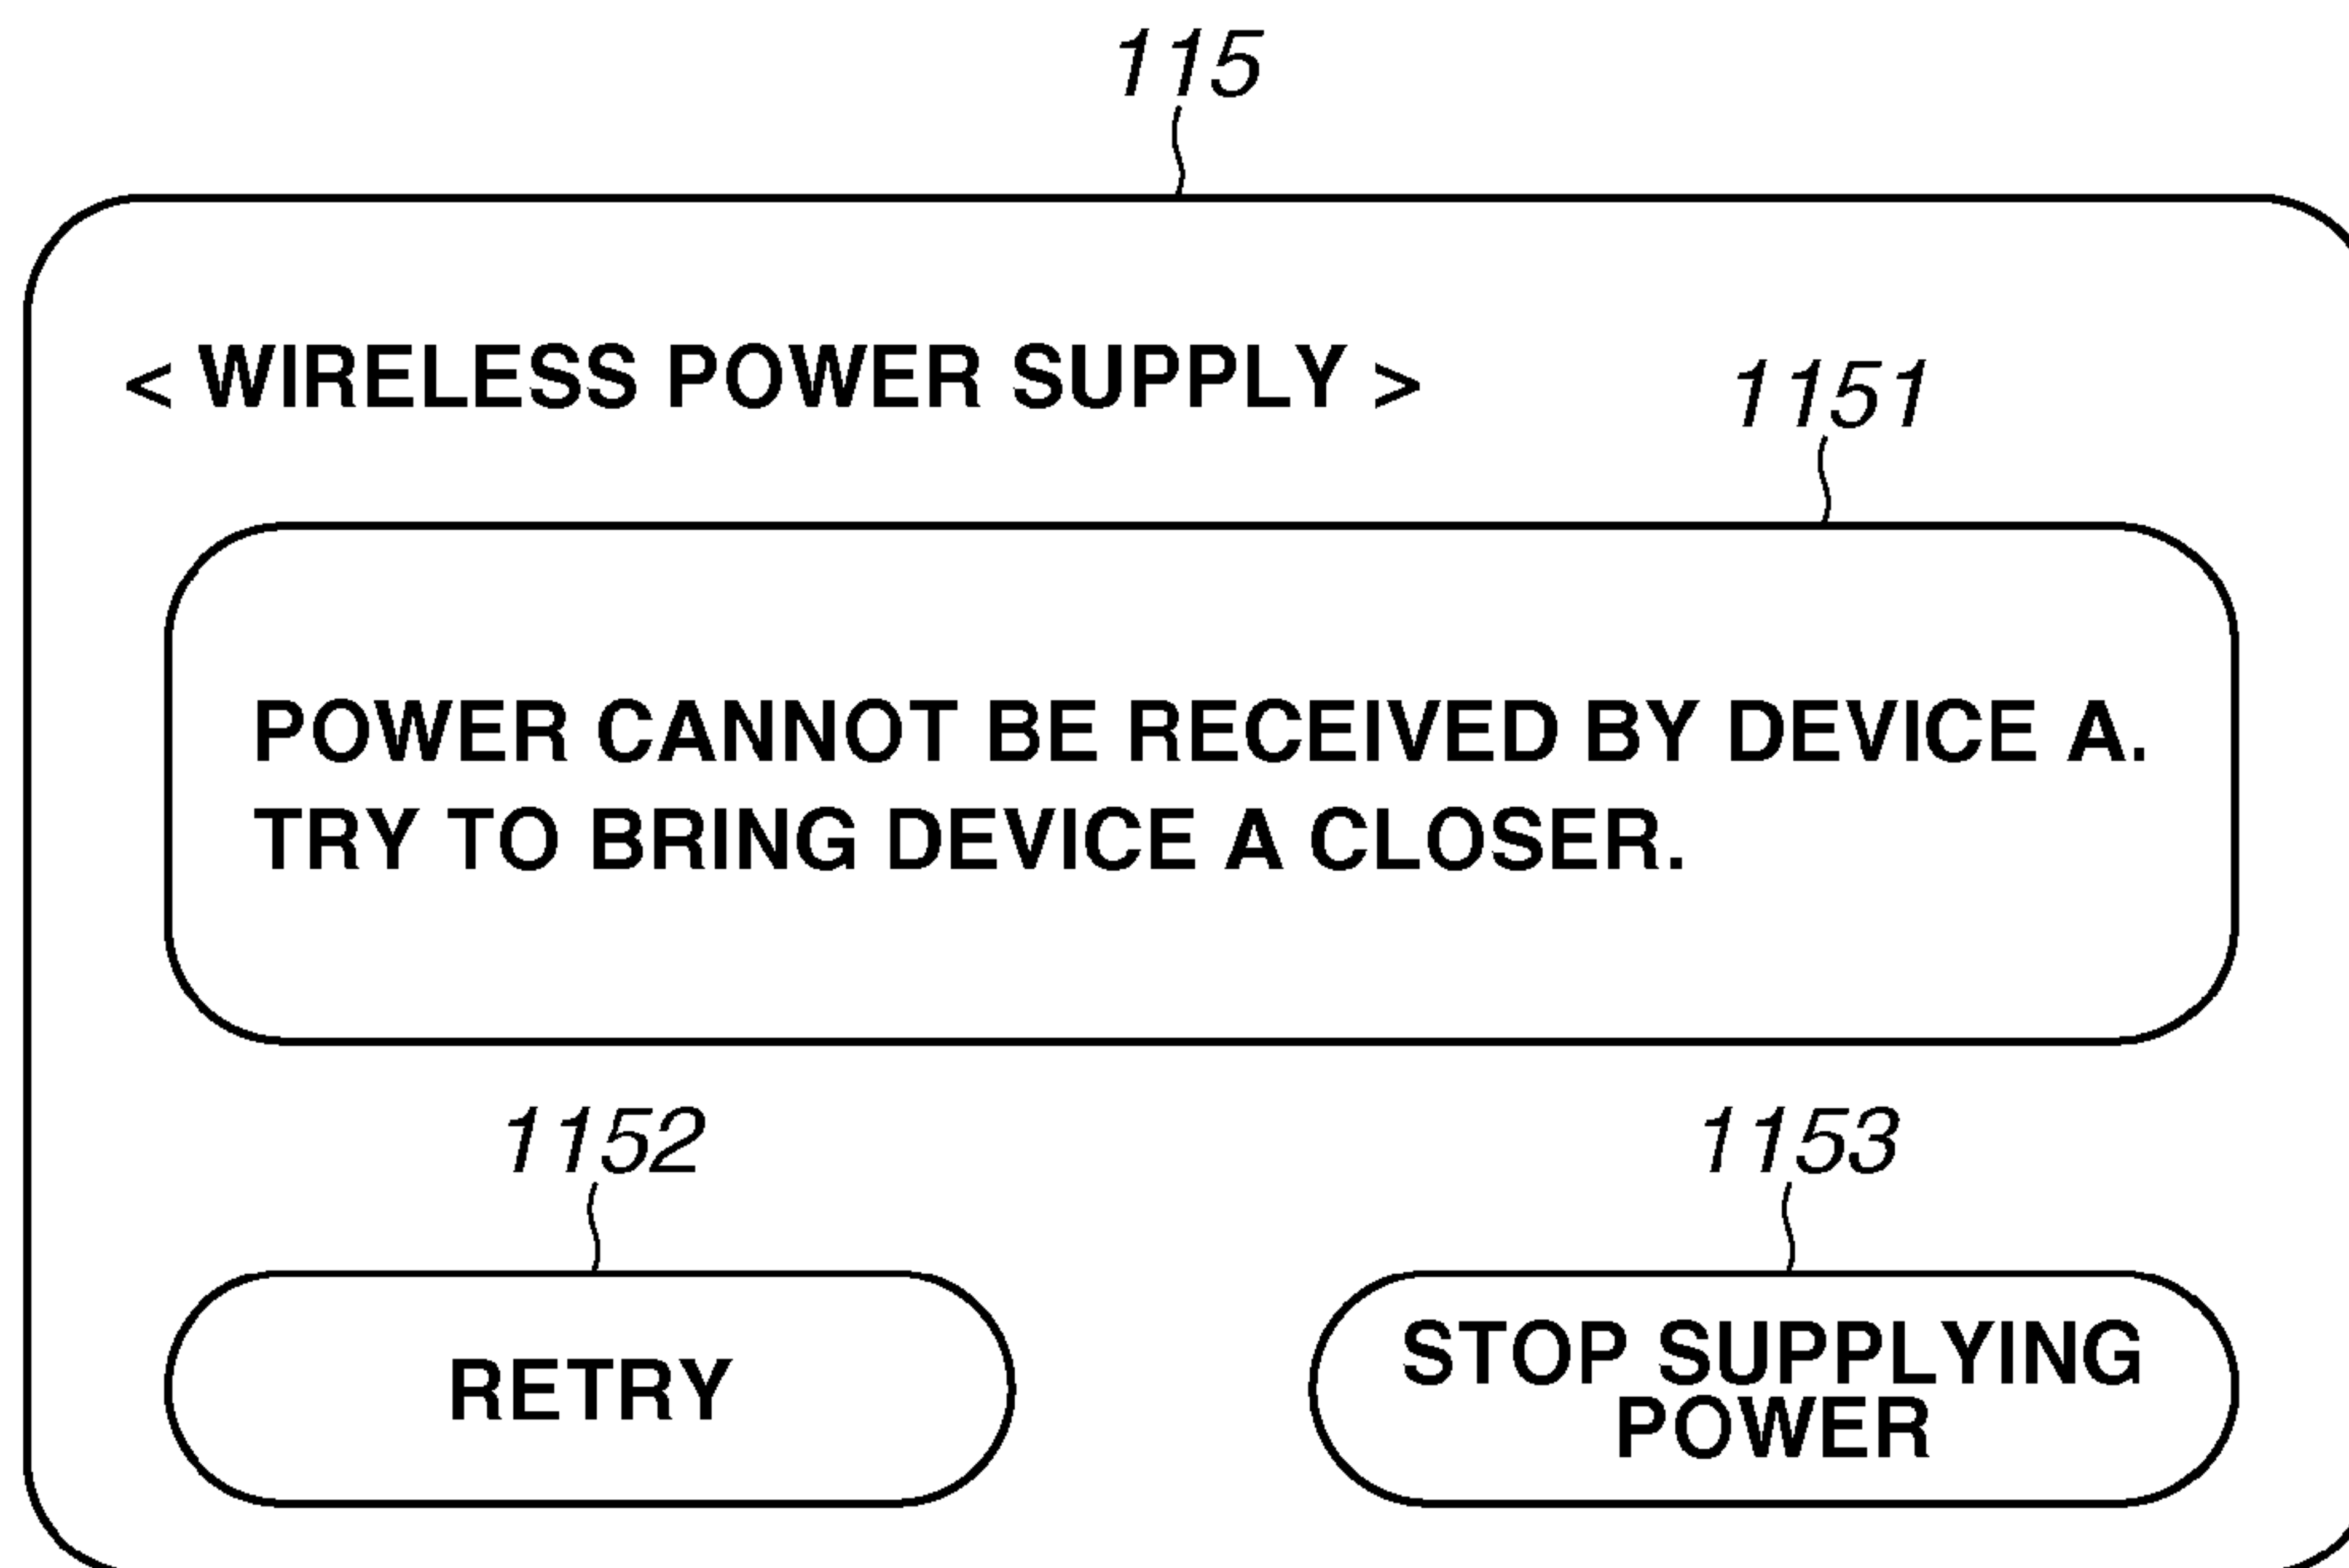 115
< WIRELESS POWER SUPPLY >
1151
POWER CANNOT BE RECEIVED BY DEVICE A.
TRY TO BRING DEVICE A CLOSER.
1152
1153
RETRY
STOP SUPPLYING
POWER